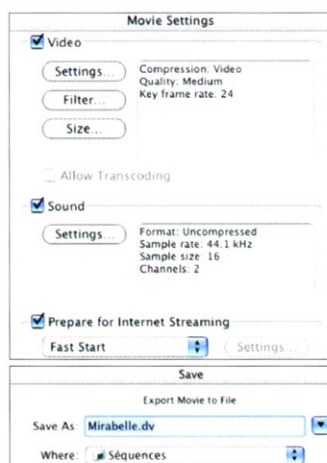 Movie Settings
Video
Settings...
Compression: Video
Quality: Medium
Key frame rate: 24
Filter...
Size...
Allow Transcoding
Sound
Settings...
Format: Uncompressed
Sample rate: 44.1 kHz
Sample size: 16
Channels: 2
Prepare for Internet Streaming
Fast Start
Settings...
Save
Export Movie to File
Save As: Mirabelle.dv
Where: Séquences